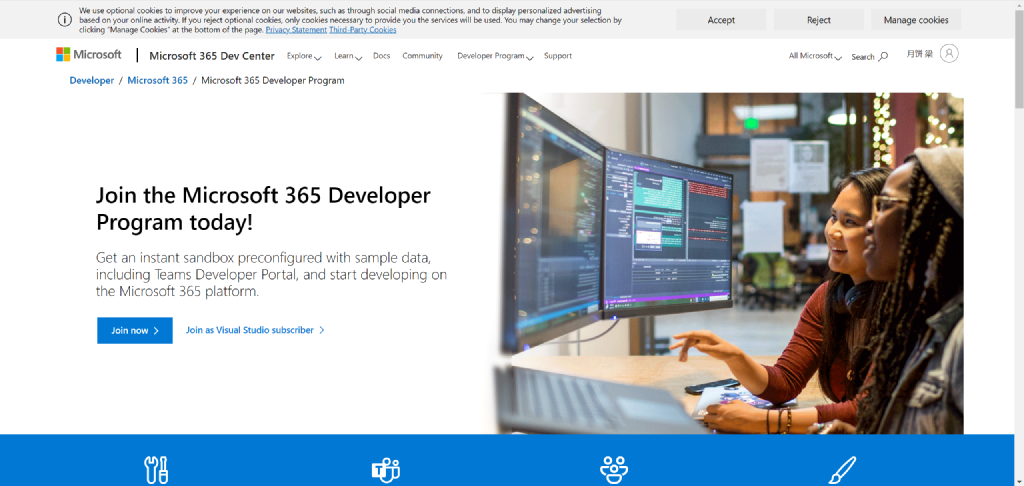 We use optional cookies to improve your experience on our websites, such as through social media connections, and to display personalized advertising
based on your online activity. If you reject optional cookies, only cookies necessary to provide you the services will be used. You may change your selection by
clicking "Manage Cookies" at the bottom of the page. Privacy Statement Third-Party Cookies
Accept
Reject
Manage cookies
Microsoft
Microsoft 365 Dev Center
Explore
Learn
Docs
Community
Developer Program
Support
All Microsoft
Search
月饼 梁
Developer / Microsoft 365 / Microsoft 365 Developer Program
Join the Microsoft 365 Developer
Program today!
Get an instant sandbox preconfigured with sample data,
including Teams Developer Portal, and start developing on
the Microsoft 365 platform.
Join now
Join as Visual Studio subscriber